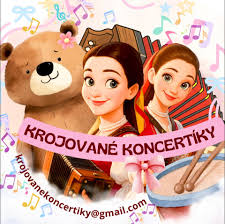 KROJOVANÉ KONCERTÍKY
krojovanekoncertiky@gmail.com